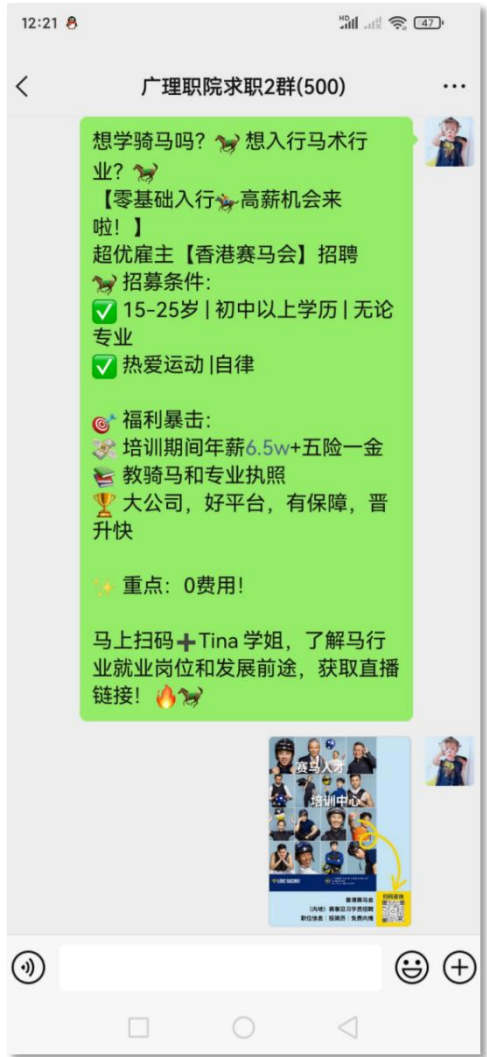 12:21
HD
47
广理职院求职2群(500)
想学骑马吗？🐎想入行马术行
业？🐎
【零基础入行🏇高薪机会来
啦！】
超优雇主【香港赛马会】招聘
🐎招募条件:
✅ 15-25岁 | 初中以上学历 | 无论
专业
✅ 热爱运动 |自律
🎯 福利暴击:
💸 培训期间年薪6.5w+五险一金
📚 教骑马和专业执照
🏆 大公司，好平台，有保障，晋
升快
✨ 重点：0费用！
马上扫码➕Tina 学姐，了解马行
业就业岗位和发展前途，获取直播
链接！🔥🐎
赛马人才
培训中心
香港赛马会